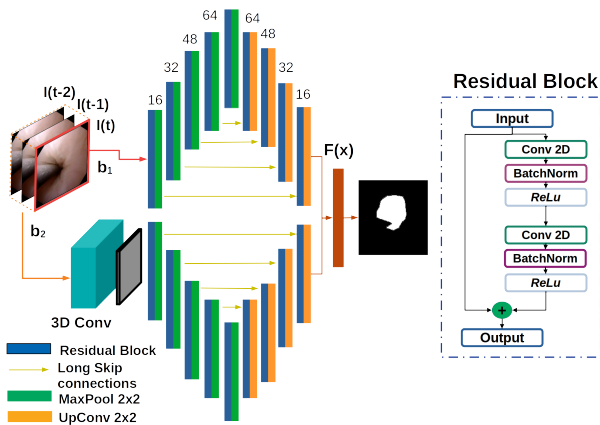 64
64
48
48
32
32
16
16
I(t-2)
I(t-1)
I(t)
b1
b2
3D Conv
F(x)
Residual Block
Long Skip
connections
MaxPool 2x2
UpConv 2x2
Residual Block
Input
Conv 2D
BatchNorm
ReLu
Conv 2D
BatchNorm
ReLu
+
Output